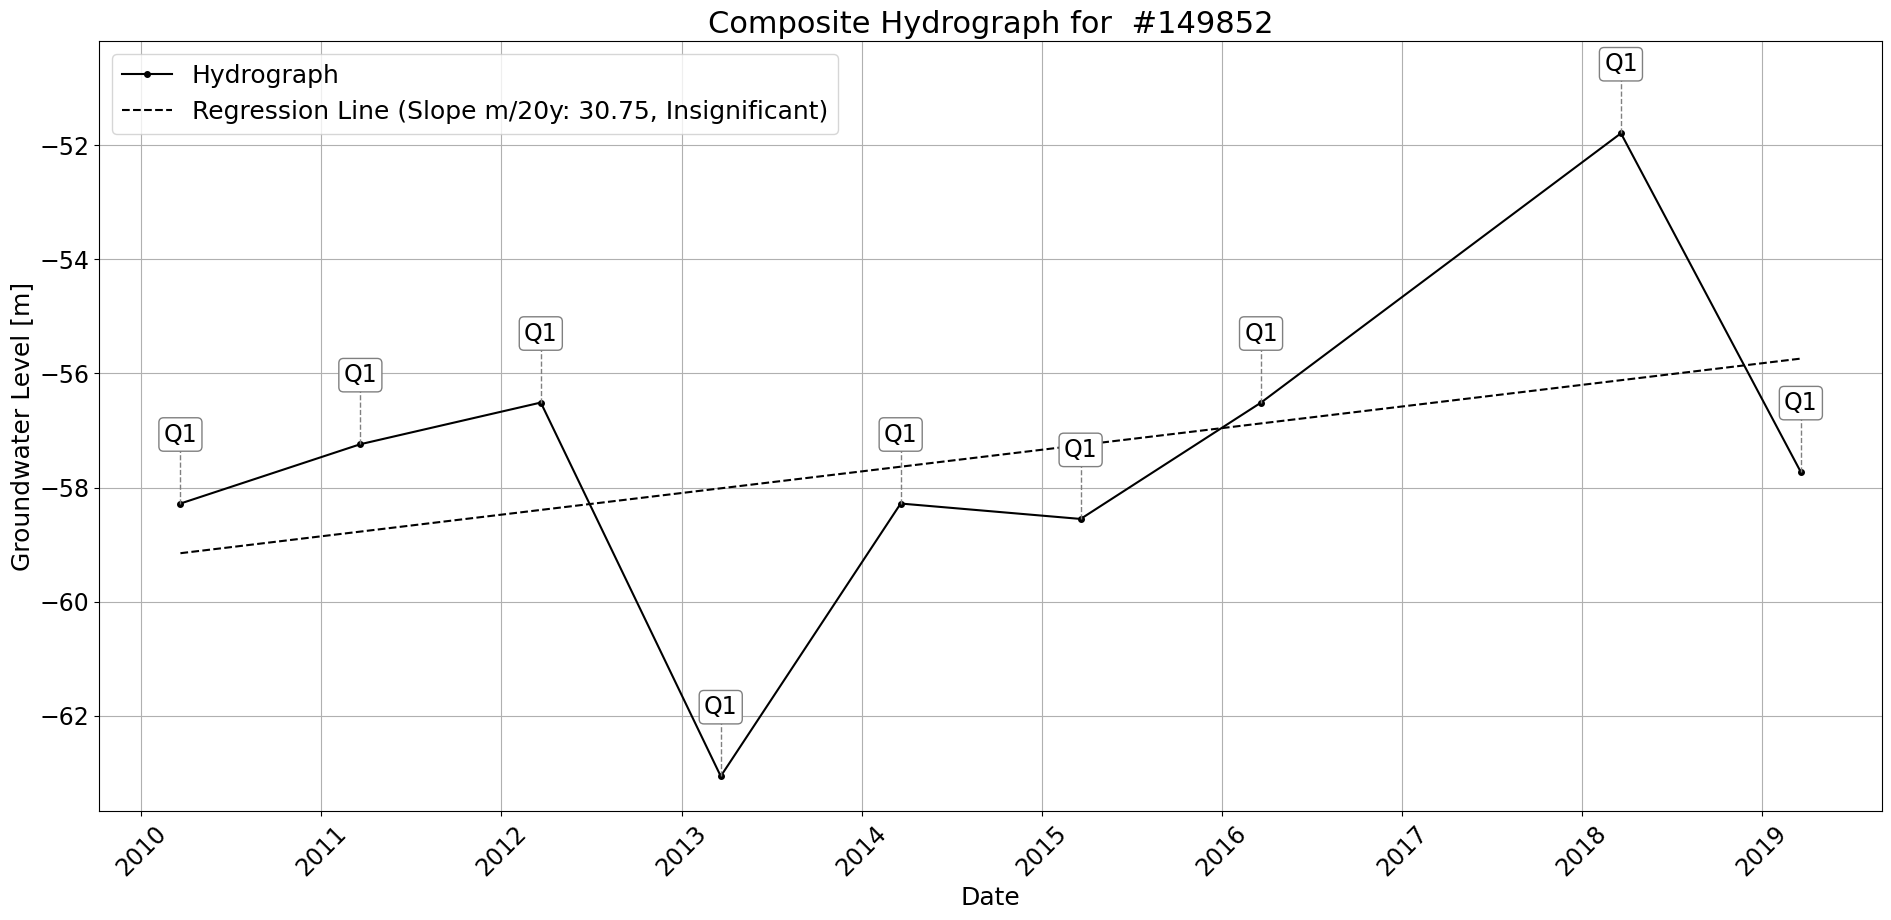 Composite Hydrograph for  #149852
Hydrograph
Regression Line (Slope m/20y: 30.75, Insignificant)
Groundwater Level [m]
−52
−54
−56
−58
−60
−62
Q1
Q1
Q1
Q1
Q1
Q1
Q1
Q1
Q1
2010
2011
2012
2013
2014
2015
2016
2017
2018
2019
Date